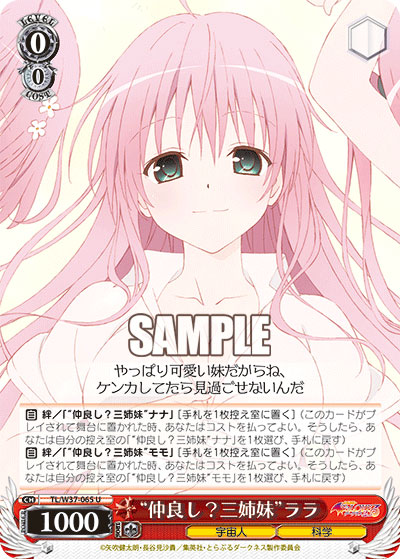 LEVEL
0
0
COST
SAMPLE
やっぱり可愛い妹だからね、
ケンカしてたら見過ごせないんだ
自 絆／「“仲良し？三姉妹”ナナ」［手札を1枚控え室に置く］（このカードがプ
レイされて舞台に置かれた時、あなたはコストを払ってよい。そうしたら、あ
なたは自分の控え室の「“仲良し？三姉妹”ナナ」を1枚選び、手札に戻す）
自 絆／「“仲良し？三姉妹”モモ」［手札を1枚控え室に置く］（このカードがプ
レイされて舞台に置かれた時、あなたはコストを払ってよい。そうしたら、あ
なたは自分の控え室の「“仲良し？三姉妹”モモ」を1枚選び、手札に戻す）
CH TL/W37-065 U
1000
“仲良し？三姉妹”ララ
宇宙人 科学
©矢吹健太朗・長谷見沙貴／集英社・とらぶるダークネス製作委員会